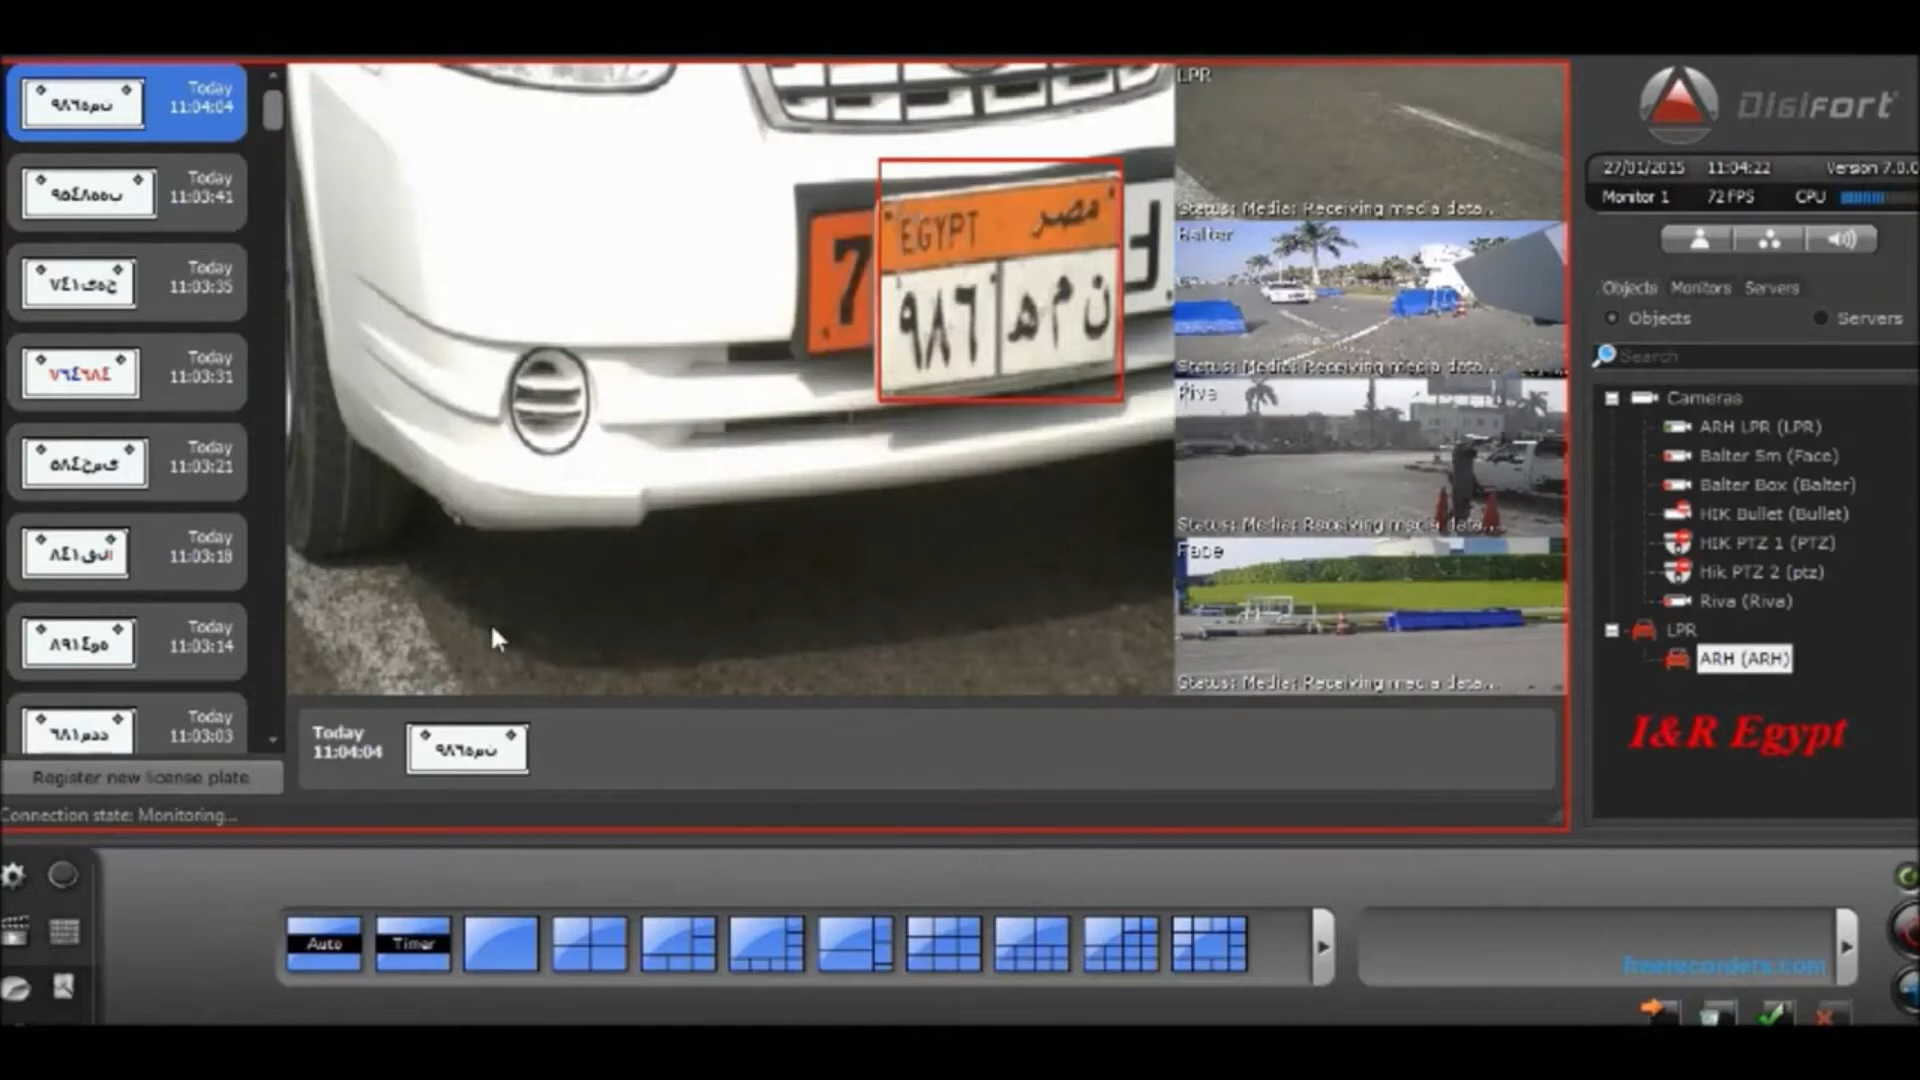 Today
11:04:04
٩٨٦نمه
Today
11:03:41
Today
11:03:35
Today
11:03:31
Today
11:03:21
Today
11:03:18
Today
11:03:14
Today
11:03:03
Register new license plate
Connection state: Monitoring...
7
EGYPT مصر
٩٨٦ ن م ه
Today
11:04:04
LPR
Status: Media: Receiving media data...
Balter
Status: Media: Receiving media data...
Riva
Status: Media: Receiving media data...
Face
Status: Media: Receiving media data...
Digifort
27/01/2015 11:04:22 Version 7.0.0
Monitor 1 72 FPS CPU
Objects Monitors Servers
Objects Servers
Search
Cameras
ARH LPR (LPR)
Balter 5m (Face)
Balter Box (Balter)
HIK Bullet (Bullet)
HIK PTZ 1 (PTZ)
Hik PTZ 2 (ptz)
Riva (Riva)
LPR
ARH (ARH)
I&R Egypt
Auto Timer
freerecorders.com